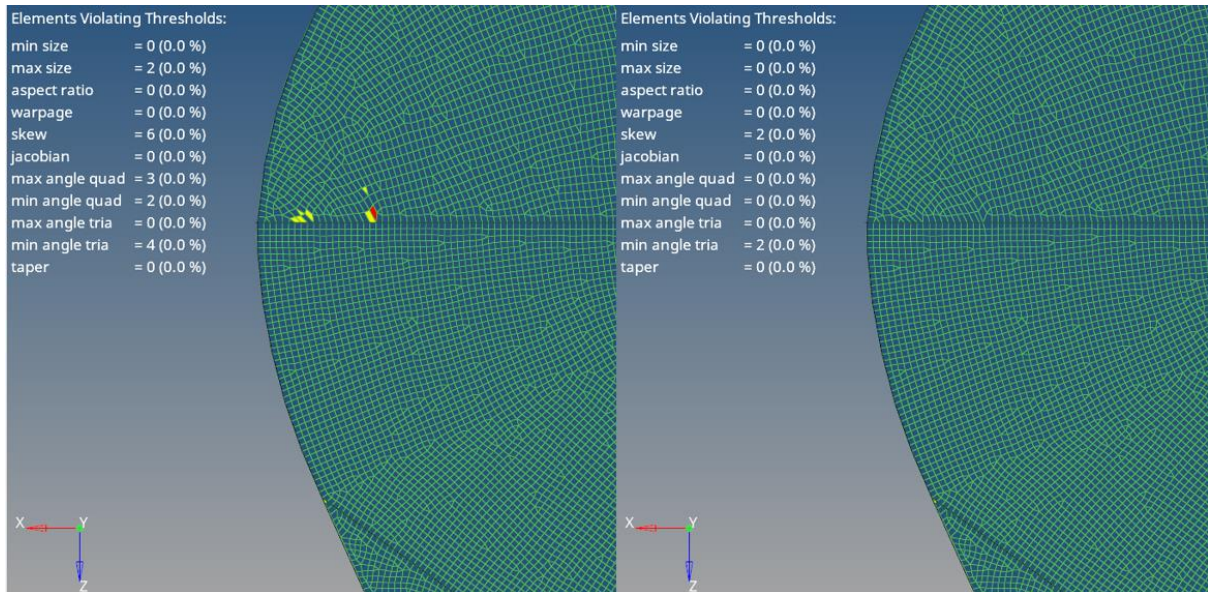 Elements Violating Thresholds:
min size = 0 (0.0 %)
max size = 2 (0.0 %)
aspect ratio = 0 (0.0 %)
warpage = 0 (0.0 %)
skew = 6 (0.0 %)
jacobian = 0 (0.0 %)
max angle quad = 3 (0.0 %)
min angle quad = 2 (0.0 %)
max angle tria = 0 (0.0 %)
min angle tria = 4 (0.0 %)
taper = 0 (0.0 %)
X
Y
Z
Elements Violating Thresholds:
min size = 0 (0.0 %)
max size = 0 (0.0 %)
aspect ratio = 0 (0.0 %)
warpage = 0 (0.0 %)
skew = 2 (0.0 %)
jacobian = 0 (0.0 %)
max angle quad = 0 (0.0 %)
min angle quad = 0 (0.0 %)
max angle tria = 0 (0.0 %)
min angle tria = 2 (0.0 %)
taper = 0 (0.0 %)
X
Y
Z